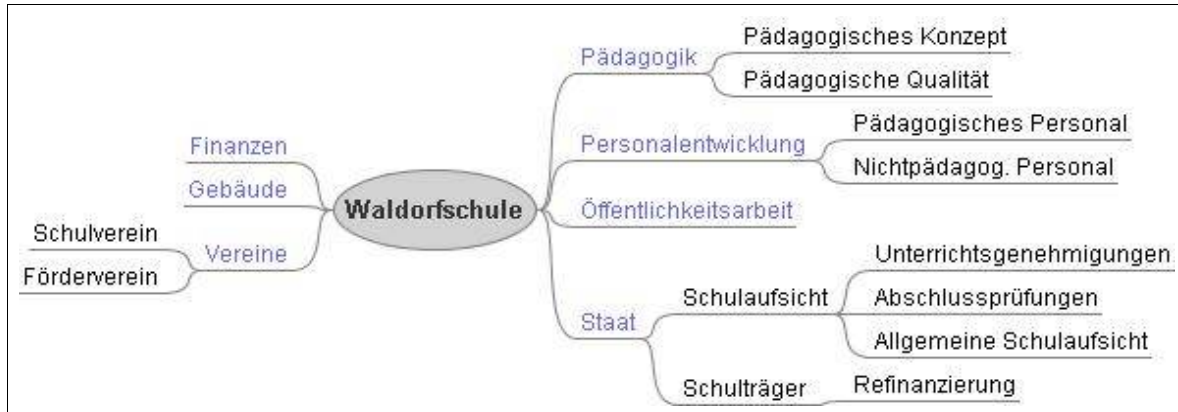 Waldorfschule
Finanzen
Gebäude
Vereine
Schulverein
Förderverein
Pädagogik
Pädagogisches Konzept
Pädagogische Qualität
Personalentwicklung
Pädagogisches Personal
Nichtpädagog. Personal
Öffentlichkeitsarbeit
Staat
Schulaufsicht
Unterrichtsgenehmigungen
Abschlussprüfungen
Allgemeine Schulaufsicht
Schulträger
Refinanzierung